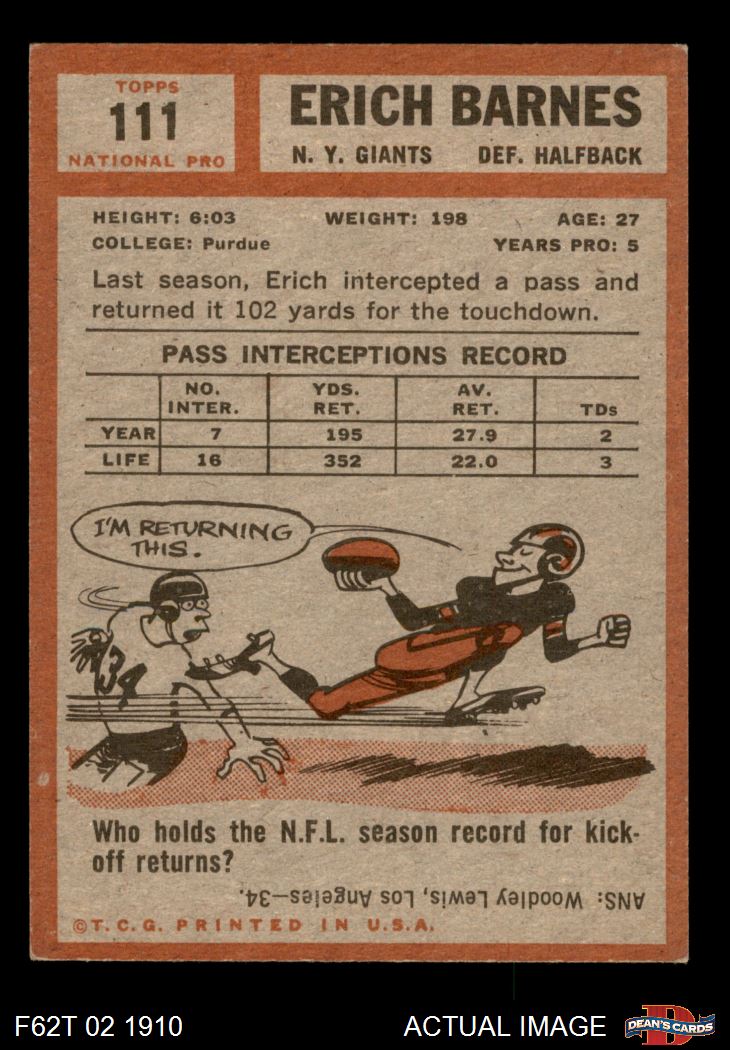 TOPPS
111
NATIONAL PRO
ERICH BARNES
N. Y. GIANTS DEF. HALFBACK
HEIGHT: 6:03 WEIGHT: 198 AGE: 27
COLLEGE: Purdue YEARS PRO: 5
Last season, Erich intercepted a pass and
returned it 102 yards for the touchdown.
PASS INTERCEPTIONS RECORD
NO. INTER. YDS. RET. AV. RET. TDs
YEAR 7 195 27.9 2
LIFE 16 352 22.0 3
I'M RETURNING
THIS.
34
Who holds the N.F.L. season record for kick-
off returns?
ANS: Woodley Lewis, Los Angeles—34.
©T.C.G. PRINTED IN U.S.A.
F62T 02 1910 ACTUAL IMAGE
D
DEAN'S CARDS